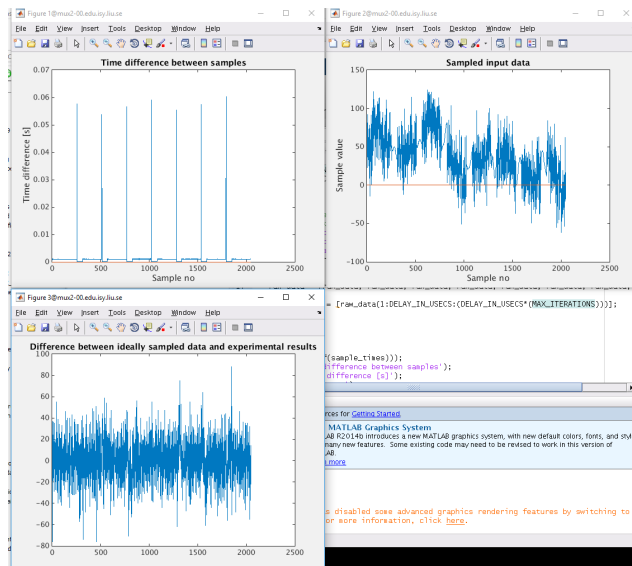 Figure 1@mux2-00.edu.isy.liu.se
File Edit View Insert Tools Desktop Window Help
Time difference between samples
Time difference [s]
0.07
0.06
0.05
0.04
0.03
0.02
0.01
0
0 500 1000 1500 2000 2500
Sample no
Figure 2@mux2-00.edu.isy.liu.se
File Edit View Insert Tools Desktop Window Help
Sampled input data
Sample value
150
100
50
0
-50
-100
0 500 1000 1500 2000 2500
Sample no
= [raw_data(1:DELAY_IN_USECS:(DELAY_IN_USECS*(MAX_ITERATIONS)))];
(sample_times)));
ifference between samples');
difference [s]');
Figure 3@mux2-00.edu.isy.liu.se
File Edit View Insert Tools Desktop Window Help
Difference between ideally sampled data and experimental results
100
80
60
40
20
0
-20
-40
-60
-80
0 500 1000 1500 2000 2500
rces for Getting Started.
MATLAB Graphics System
AB R2014b introduces a new MATLAB graphics system, with new default colors, fonts, and styl
many new features. Some existing code may need to be revised to work in this version of
AB.
more
s disabled some advanced graphics rendering features by switching to
or more information, click here.